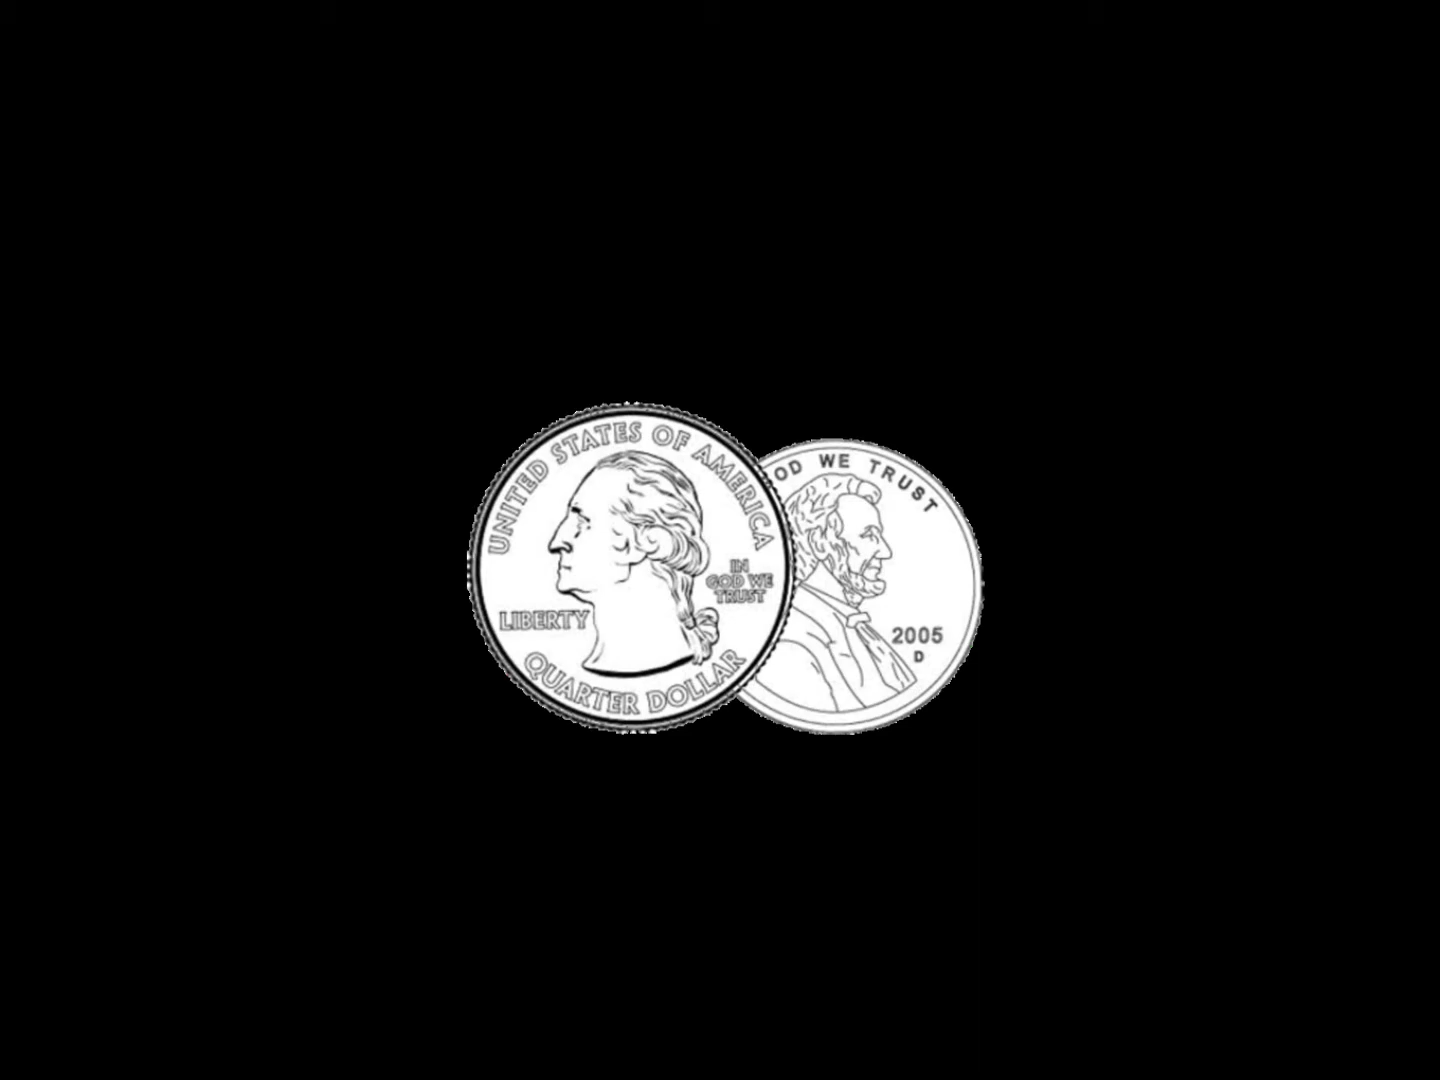 UNITED STATES OF AMERICA
IN
GOD WE
TRUST
LIBERTY
QUARTER DOLLAR
OD WE TRUST
2005
D